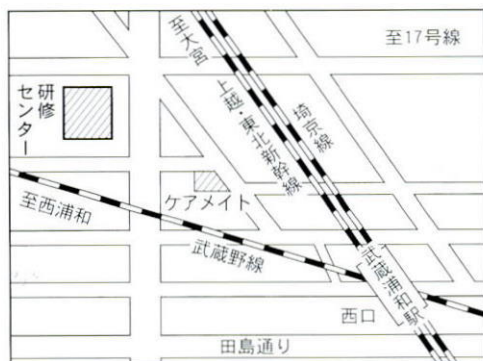 至大宮
至17号線
上越・東北新幹線
埼京線
研修
センター
ケアメイト
至西浦和
武蔵野線
武蔵浦和駅
西口
田島通り